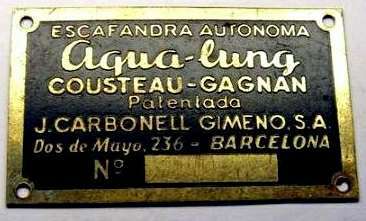 ESCAFANDRA AUTONOMA
Aqua-lung
COUSTEAU-GAGNAN
Patentada
J. CARBONELL GIMENO, S.A
Dos de Mayo, 236 - BARCELONA
Nº